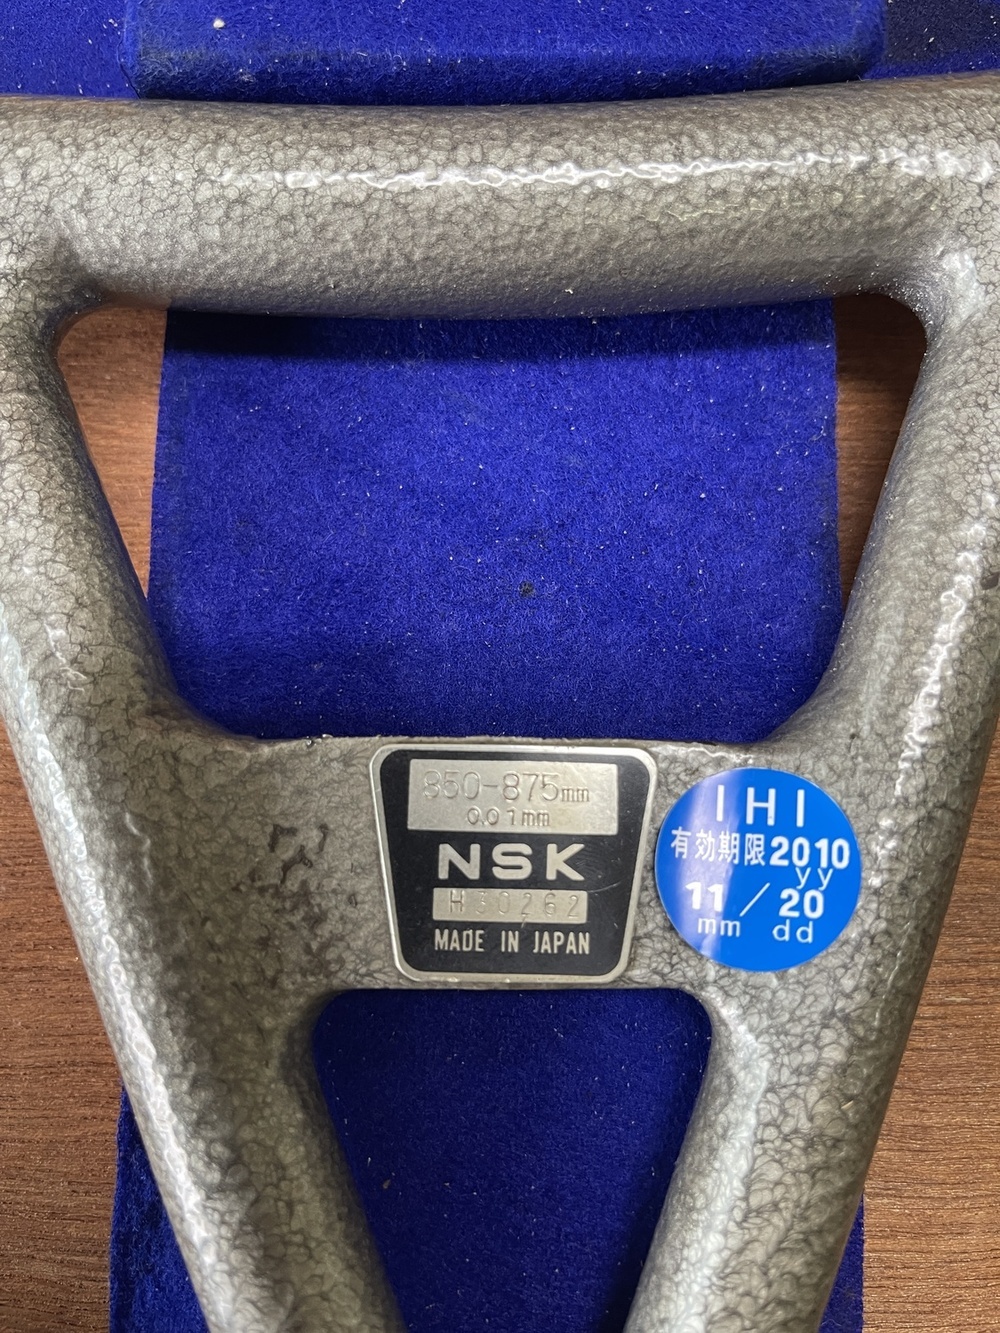 850-875mm
0.01mm
NSK
H30262
MADE IN JAPAN
IHI
有効期限2010
yy
11/20
mm dd